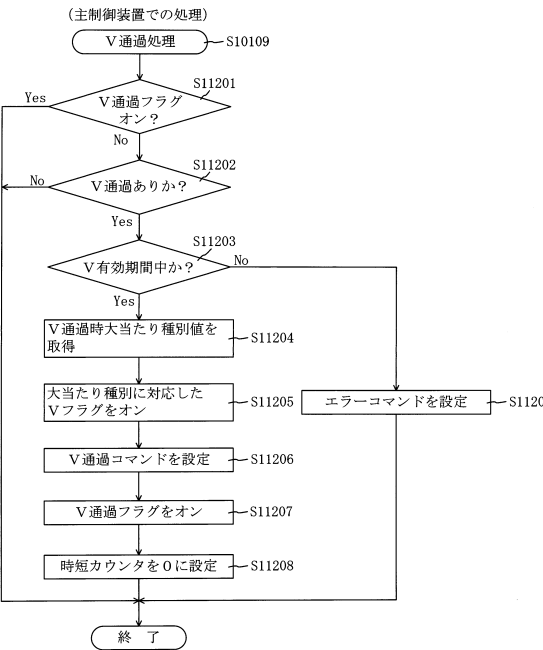 （主制御装置での処理）
Ｖ通過処理
S10109
S11201
Yes
Ｖ通過フラグ
オン？
No
S11202
No
Ｖ通過ありか？
Yes
S11203
Ｖ有効期間中か？
No
Yes
Ｖ通過時大当たり種別値を
取得
S11204
大当たり種別に対応した
Ｖフラグをオン
S11205
エラーコマンドを設定
S1120
Ｖ通過コマンドを設定
S11206
Ｖ通過フラグをオン
S11207
時短カウンタを０に設定
S11208
終　了